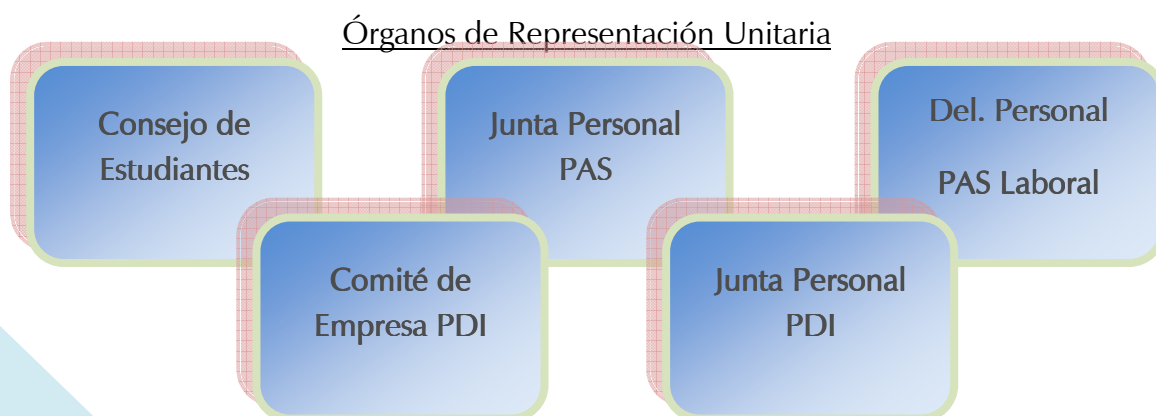 Órganos de Representación Unitaria
Consejo de
Estudiantes
Junta Personal
PAS
Del. Personal
PAS Laboral
Comité de
Empresa PDI
Junta Personal
PDI